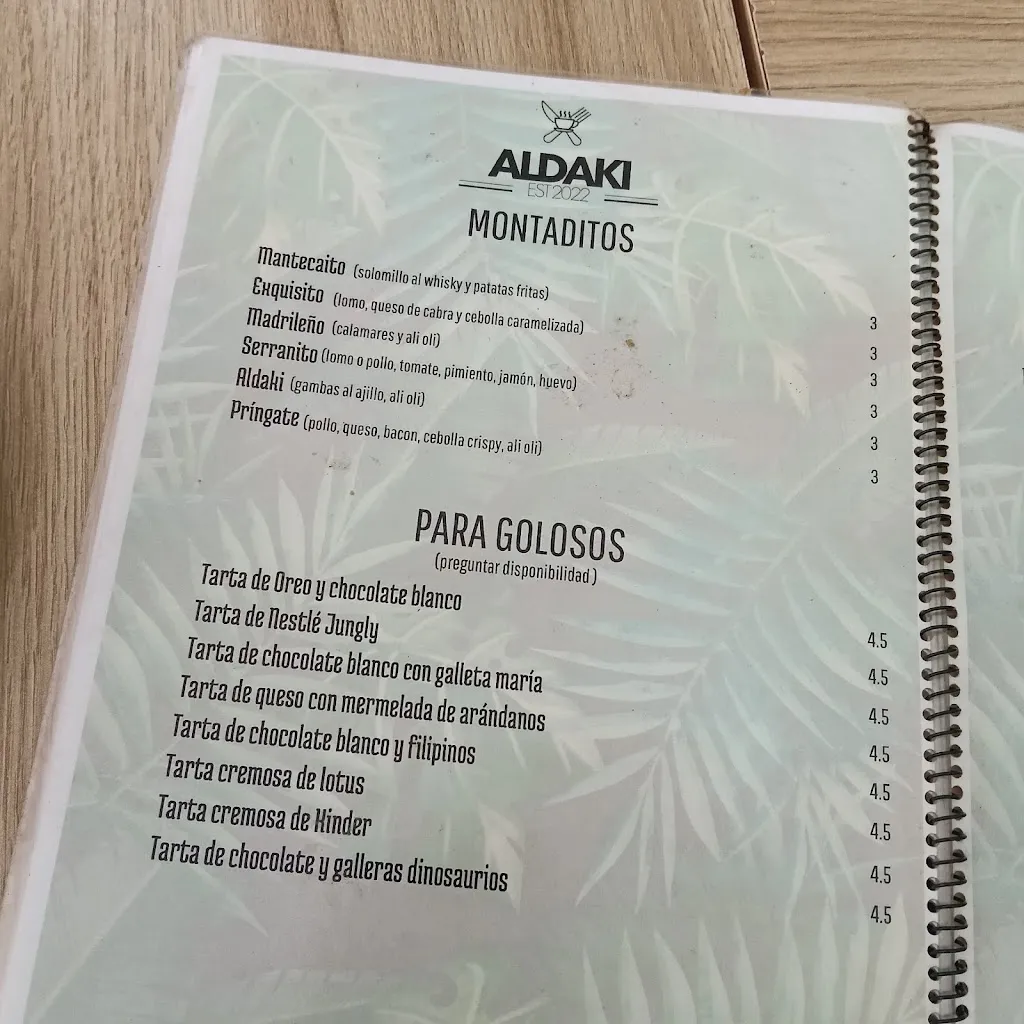 ALDAKI
EST 2022
MONTADITOS
Mantecaito (solomillo al whisky y patatas fritas) 3
Exquisito (lomo, queso de cabra y cebolla caramelizada) 3
Madrileño (calamares y ali oli) 3
Serranito (lomo o pollo, tomate, pimiento, jamón, huevo) 3
Aldaki (gambas al ajillo, ali oli) 3
Príngate (pollo, queso, bacon, cebolla crispy, ali oli) 3
PARA GOLOSOS
(preguntar disponibilidad )
Tarta de Oreo y chocolate blanco 4.5
Tarta de Nestlé Jungly 4.5
Tarta de chocolate blanco con galleta maría 4.5
Tarta de queso con mermelada de arándanos 4.5
Tarta de chocolate blanco y filipinos 4.5
Tarta cremosa de lotus 4.5
Tarta cremosa de Kinder 4.5
Tarta de chocolate y galleras dinosaurios 4.5